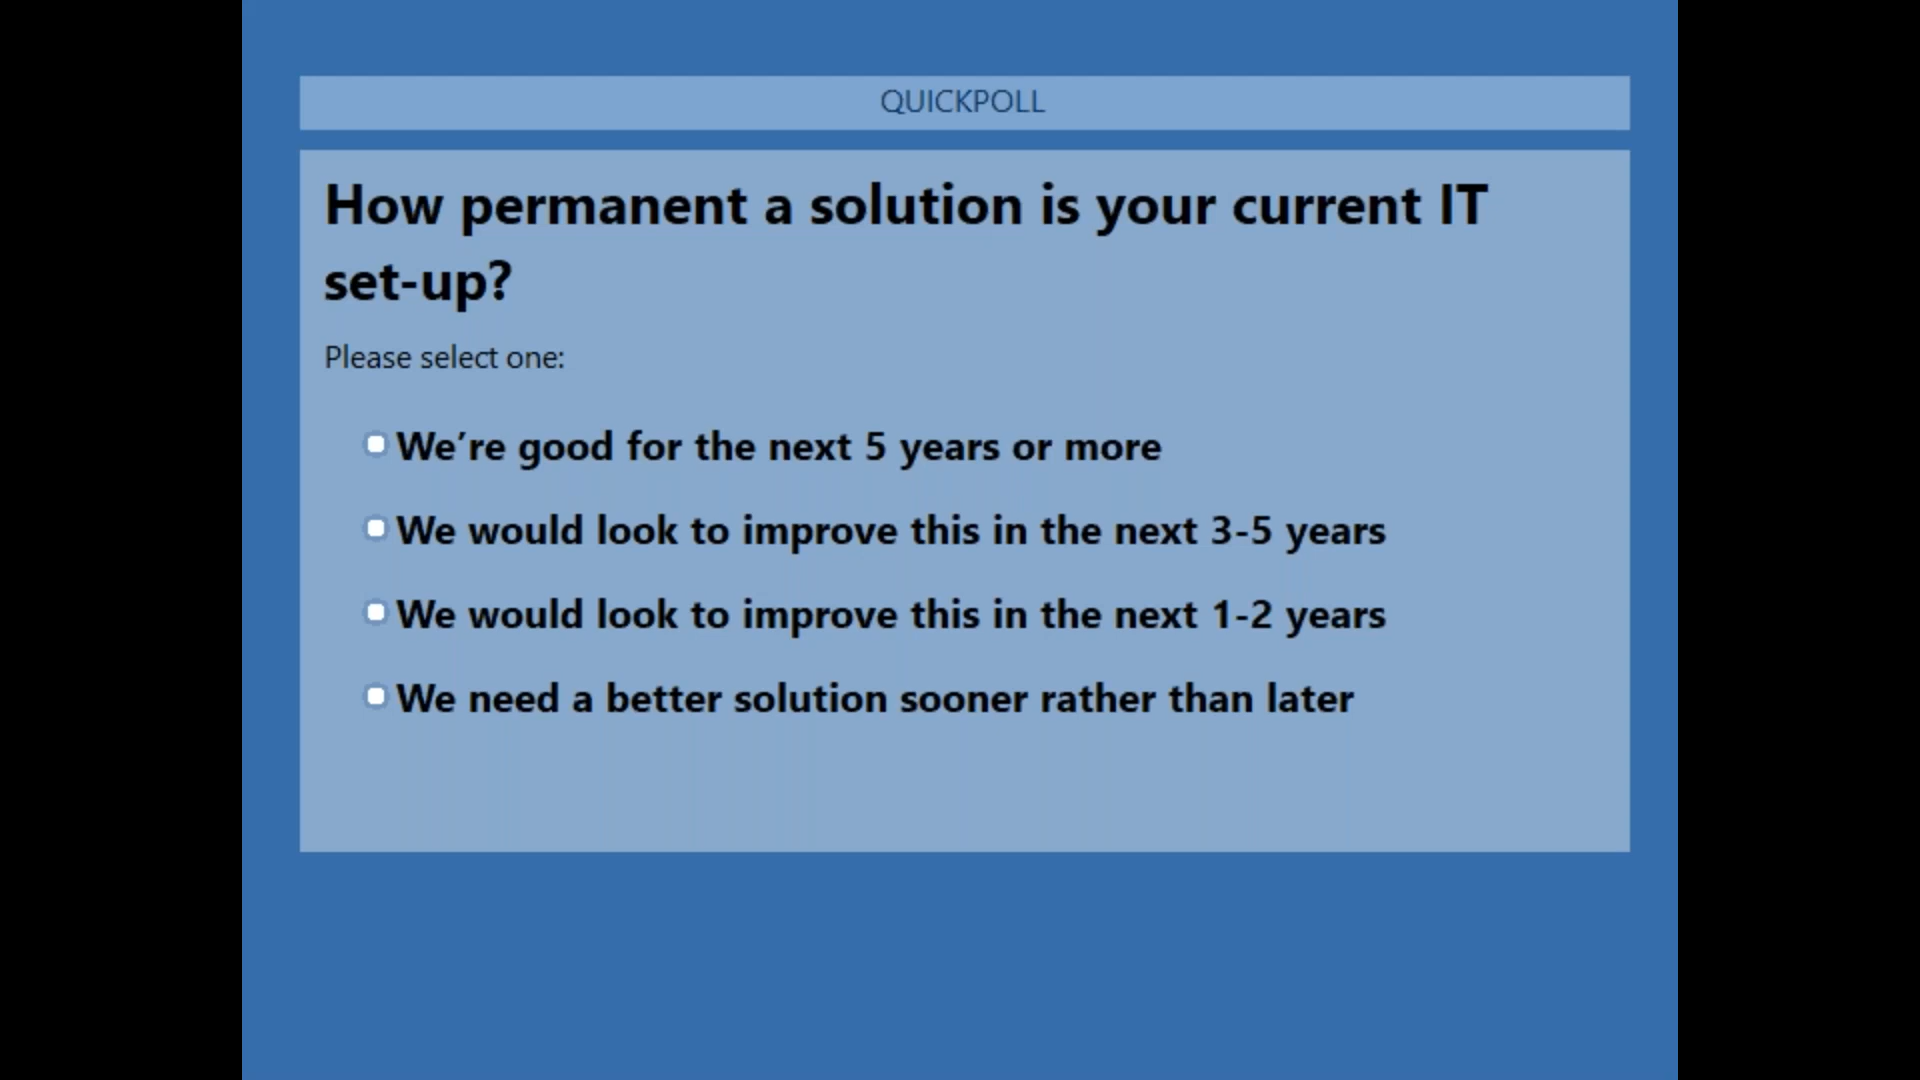 QUICKPOLL
How permanent a solution is your current IT
set-up?
Please select one:
We’re good for the next 5 years or more
We would look to improve this in the next 3-5 years
We would look to improve this in the next 1-2 years
We need a better solution sooner rather than later